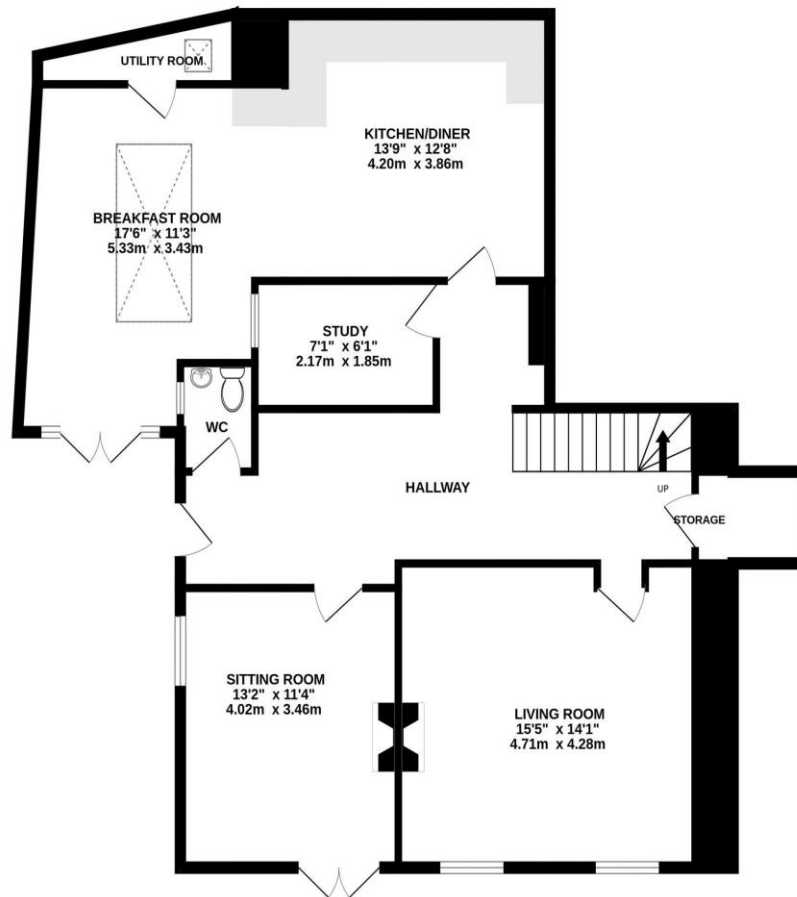 UTILITY ROOM
KITCHEN/DINER
13'9" x 12'8"
4.20m x 3.86m
BREAKFAST ROOM
17'6" x 11'3"
5.33m x 3.43m
STUDY
7'1" x 6'1"
2.17m x 1.85m
WC
HALLWAY
UP
STORAGE
SITTING ROOM
13'2" x 11'4"
4.02m x 3.46m
LIVING ROOM
15'5" x 14'1"
4.71m x 4.28m